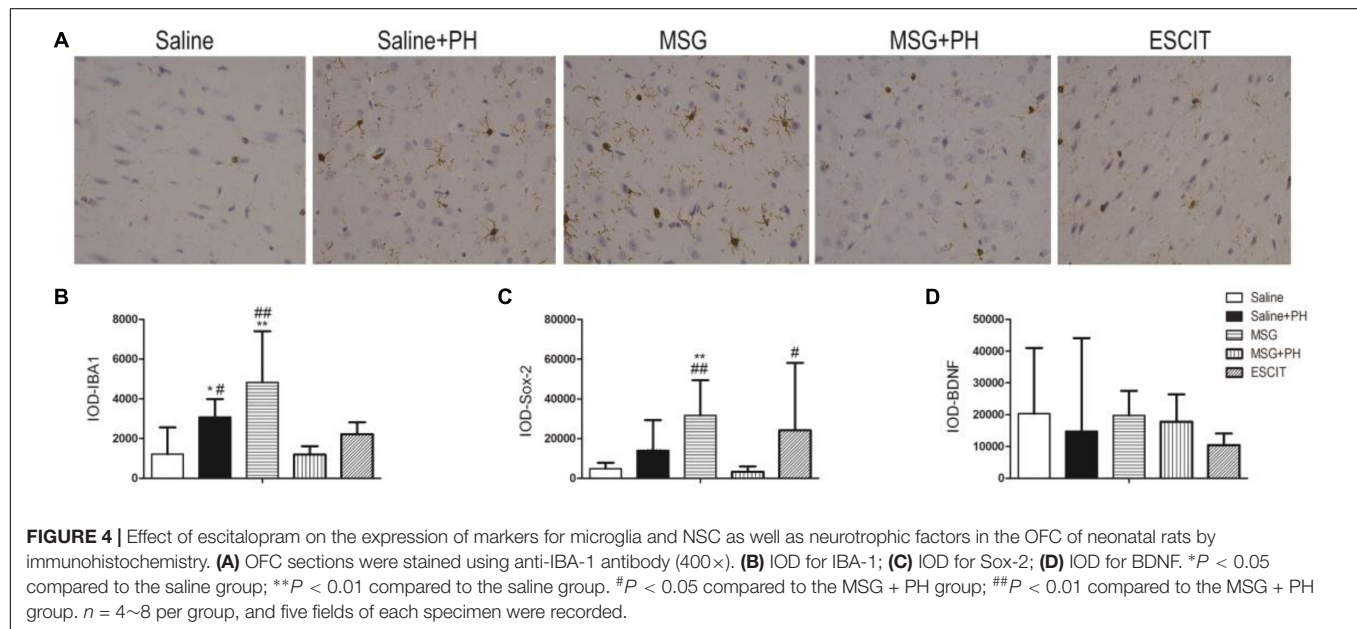 A
Saline
Saline+PH
MSG
MSG+PH
ESCIT
B
IOD-IBA1
8000
6000
4000
2000
0
*#
##
**
C
IOD-Sox-2
80000
60000
40000
20000
0
**
##
#
D
IOD-BDNF
50000
40000
30000
20000
10000
0
Saline
Saline+PH
MSG
MSG+PH
ESCIT
FIGURE 4 | Effect of escitalopram on the expression of markers for microglia and NSC as well as neurotrophic factors in the OFC of neonatal rats by
immunohistochemistry. (A) OFC sections were stained using anti-IBA-1 antibody (400×). (B) IOD for IBA-1; (C) IOD for Sox-2; (D) IOD for BDNF. *P < 0.05
compared to the saline group; **P < 0.01 compared to the saline group. #P < 0.05 compared to the MSG + PH group; ##P < 0.01 compared to the MSG + PH
group. n = 4~8 per group, and five fields of each specimen were recorded.